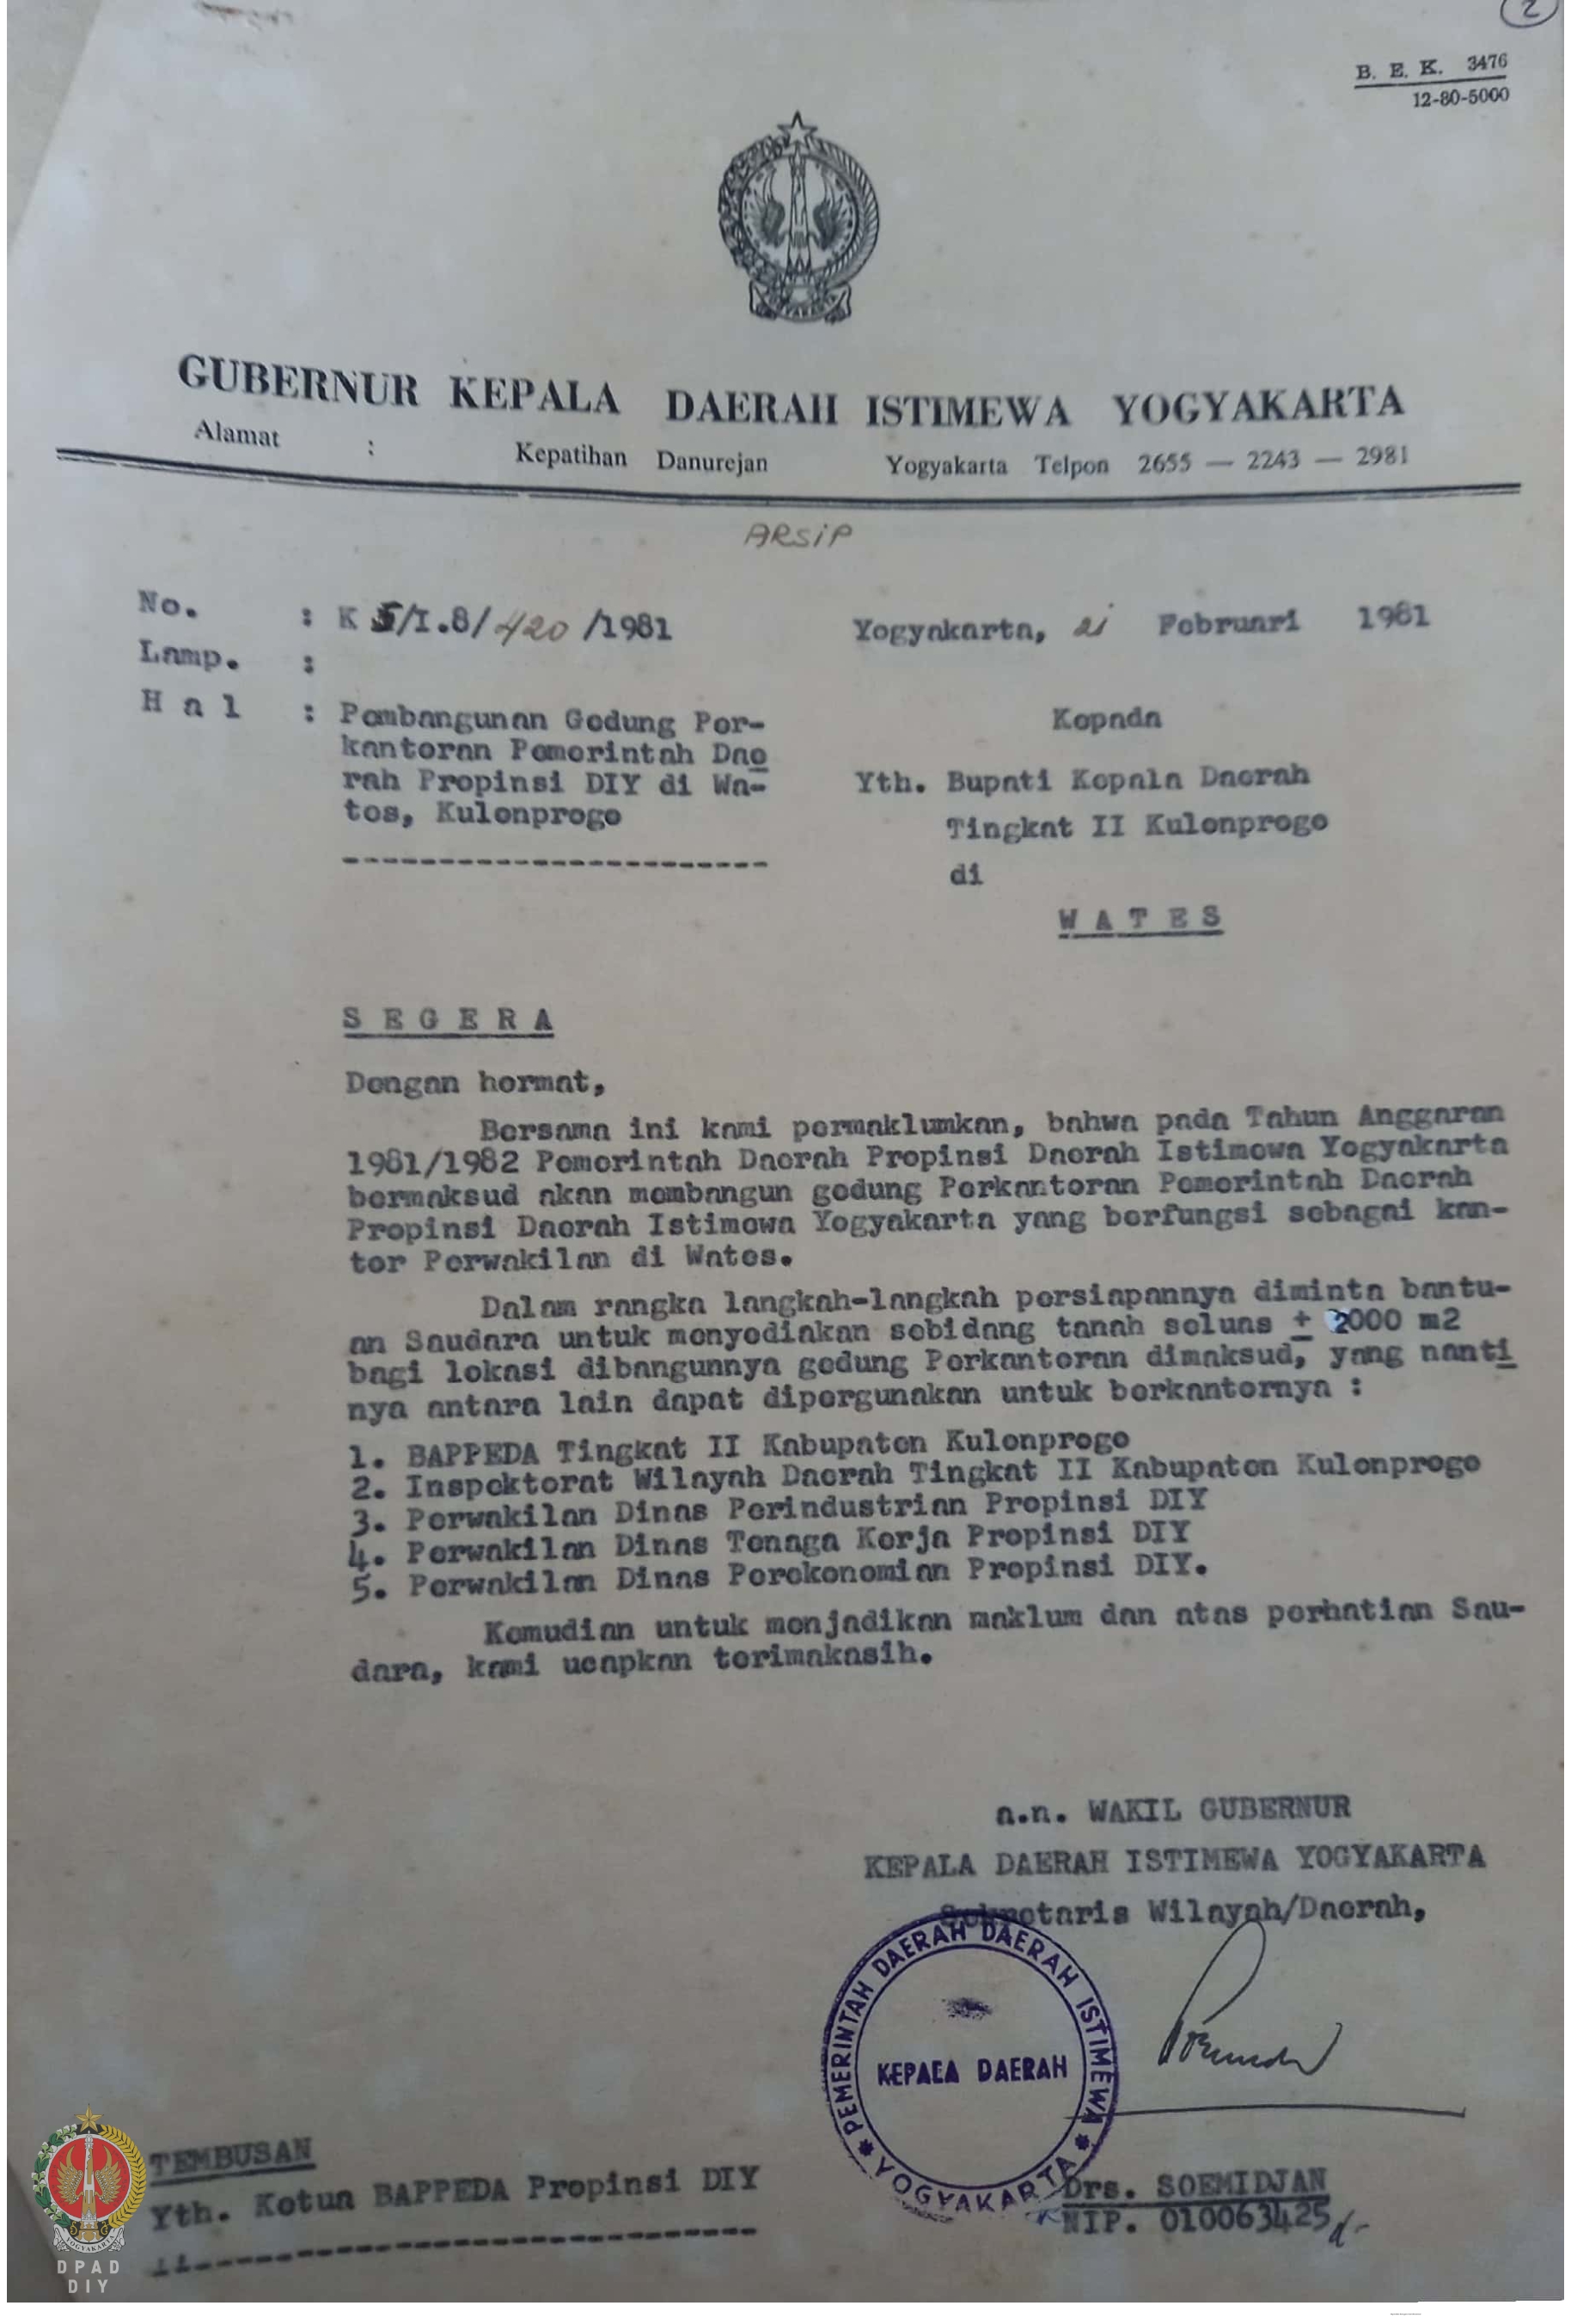 2
B. E. K. 3476
12-80-5000
GUBERNUR KEPALA DAERAH ISTIMEWA YOGYAKARTA
Alamat : Kepatihan Danurejan Yogyakarta Telpon 2655 — 2243 — 2981
ARSIP
No. : K 5/I.8/420/1981
Yogyakarta, 21 Februari 1981
Lamp. :
Hal : Pembangunan Gedung Per-
kantoran Pemerintah Dae
rah Propinsi DIY di Wa-
tes, Kulonprogo
Kepada
Yth. Bupati Kepala Daerah
Tingkat II Kulonprogo
di
WATES
SEGERA
Dengan hormat,
Bersama ini kami permaklumkan, bahwa pada Tahun Anggaran
1981/1982 Pemerintah Daerah Propinsi Daerah Istimewa Yogyakarta
bermaksud akan membangun gedung Perkantoran Pemerintah Daerah
Propinsi Daerah Istimewa Yogyakarta yang berfungsi sebagai kan-
tor Perwakilan di Wates.
Dalam rangka langkah-langkah persiapannya diminta bantu-
an Saudara untuk menyediakan sebidang tanah seluas ± 2000 m2
bagi lokasi dibangunnya gedung Perkantoran dimaksud, yang nanti
nya antara lain dapat dipergunakan untuk berkantornya :
1. BAPPEDA Tingkat II Kabupaten Kulonprogo
2. Inspektorat Wilayah Daerah Tingkat II Kabupaten Kulonprogo
3. Perwakilan Dinas Perindustrian Propinsi DIY
4. Perwakilan Dinas Tenaga Kerja Propinsi DIY
5. Perwakilan Dinas Perekonomian Propinsi DIY.
Kemudian untuk menjadikan maklum dan atas perhatian Sau-
dara, kami ucapkan terimakasih.
a.n. WAKIL GUBERNUR
KEPALA DAERAH ISTIMEWA YOGYAKARTA
Sekretaris Wilayah/Daerah,
PEMERINTAH DAERAH DAERAH ISTIMEWA
KEPALA DAERAH
YOGYAKARTA
Drs. SOEMIDJAN
NIP. 010063425
TEMBUSAN
Yth. Ketua BAPPEDA Propinsi DIY
YOGYAKARTA
DPAD
DIY